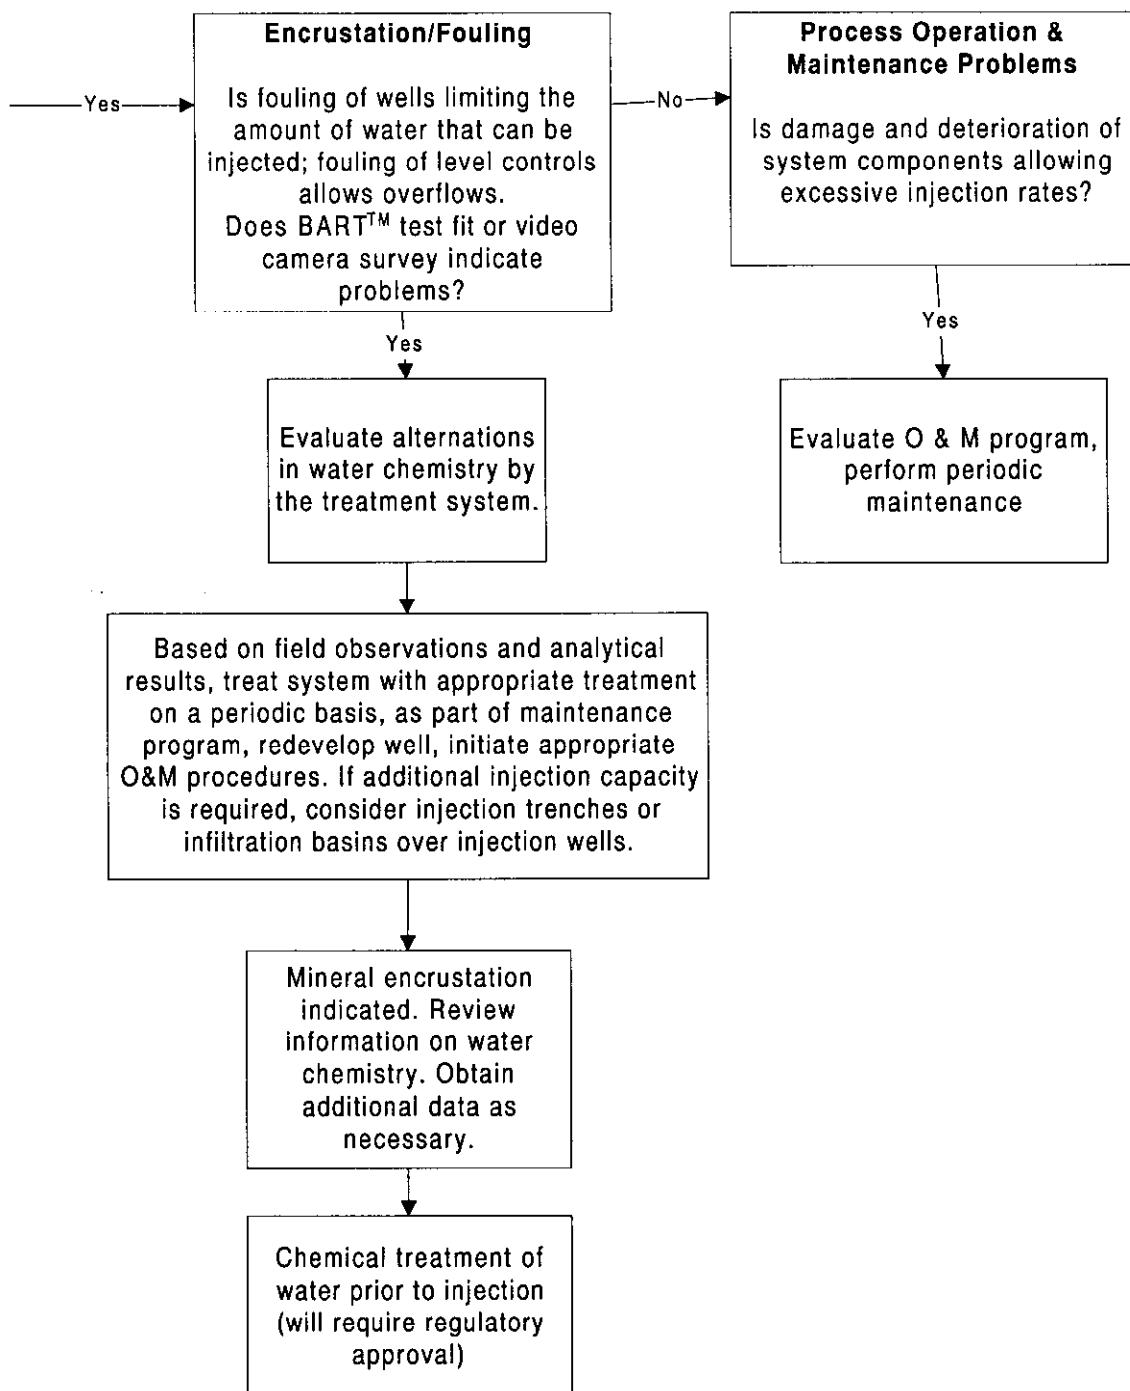 Yes
Encrustation/Fouling
Is fouling of wells limiting the
amount of water that can be
injected; fouling of level controls
allows overflows.
Does BART™ test fit or video
camera survey indicate
problems?
No
Process Operation &
Maintenance Problems
Is damage and deterioration of
system components allowing
excessive injection rates?
Yes
Yes
Evaluate alternations
in water chemistry by
the treatment system.
Evaluate O & M program,
perform periodic
maintenance
Based on field observations and analytical
results, treat system with appropriate treatment
on a periodic basis, as part of maintenance
program, redevelop well, initiate appropriate
O&M procedures. If additional injection capacity
is required, consider injection trenches or
infiltration basins over injection wells.
Mineral encrustation
indicated. Review
information on water
chemistry. Obtain
additional data as
necessary.
Chemical treatment of
water prior to injection
(will require regulatory
approval)